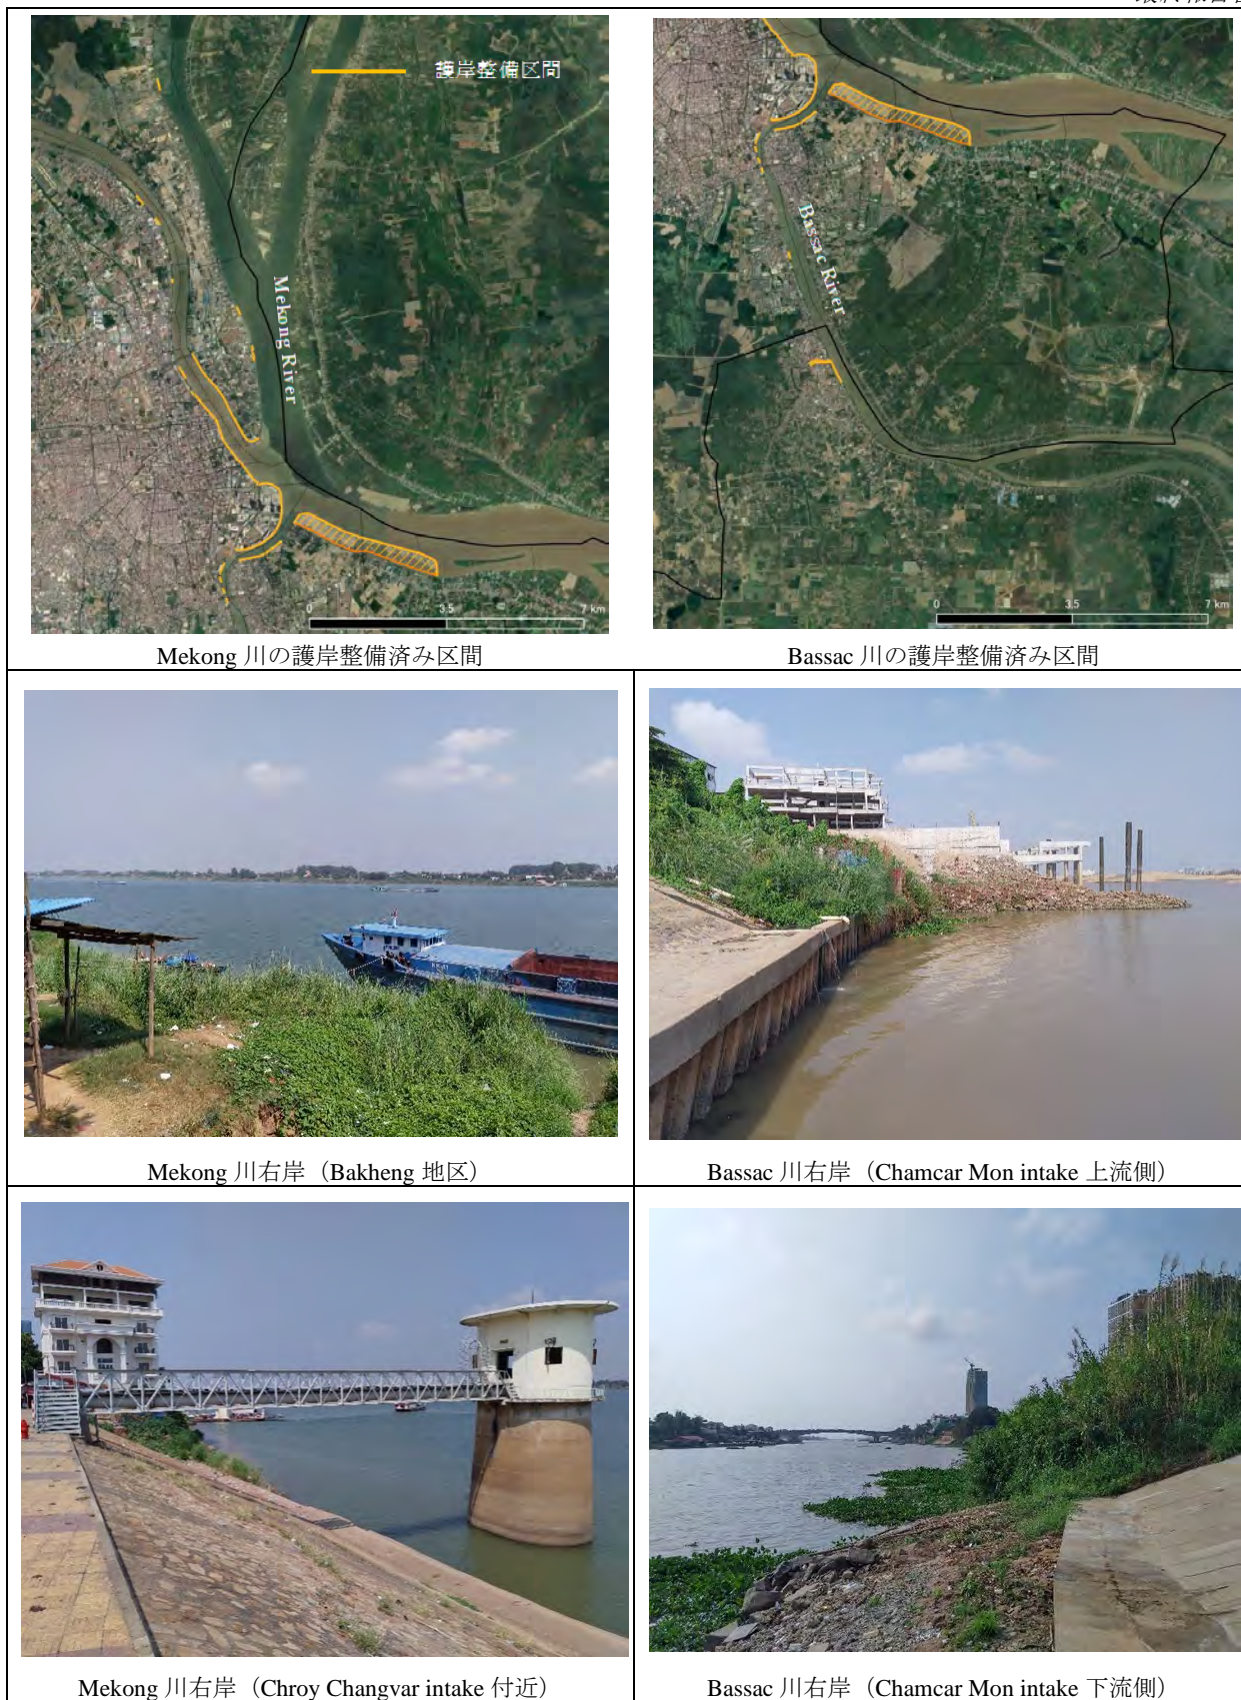 護岸整備区間
Mekong River
0
3.5
7 km
Bassac River
0
3.5
7 km
Mekong 川の護岸整備済み区間
Bassac 川の護岸整備済み区間
Mekong 川右岸（Bakheng 地区）
Bassac 川右岸（Chamcar Mon intake 上流側）
Mekong 川右岸（Chroy Changvar intake 付近）
Bassac 川右岸（Chamcar Mon intake 下流側）